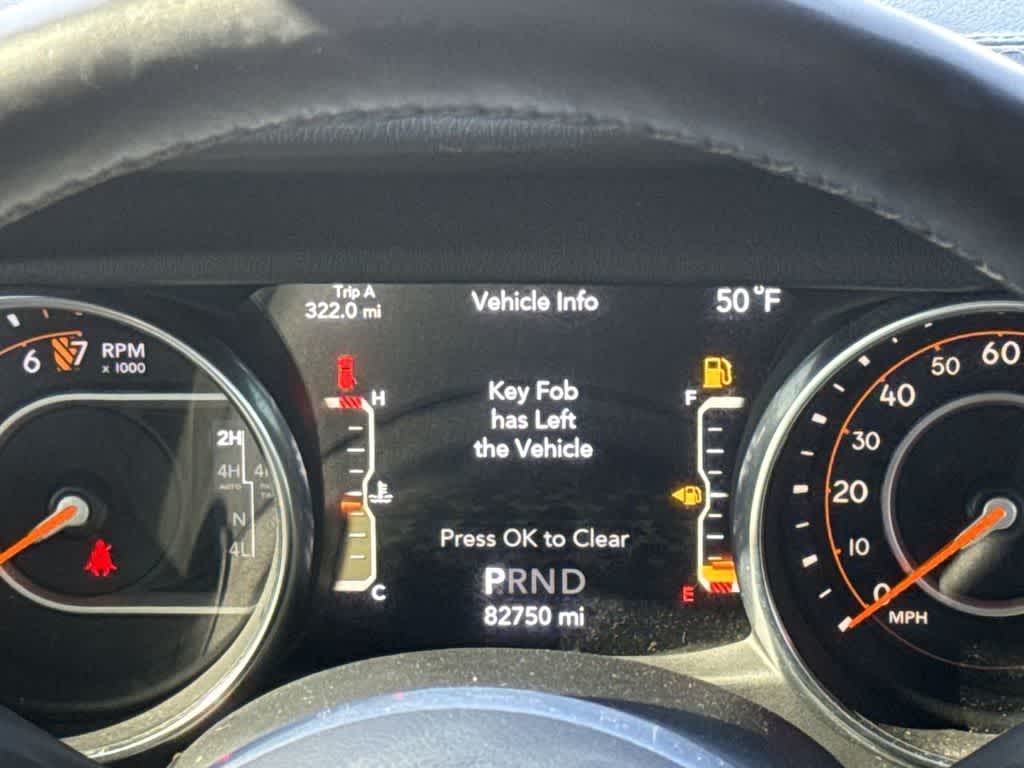 Trip A
322.0 mi
Vehicle Info
50°F
6 7 RPM
x 1000
H
F
Key Fob
has Left
the Vehicle
2H
4H
AUTO
N
4L
Press OK to Clear
C
E
PRND
82750 mi
60
50
40
30
20
10
0
MPH